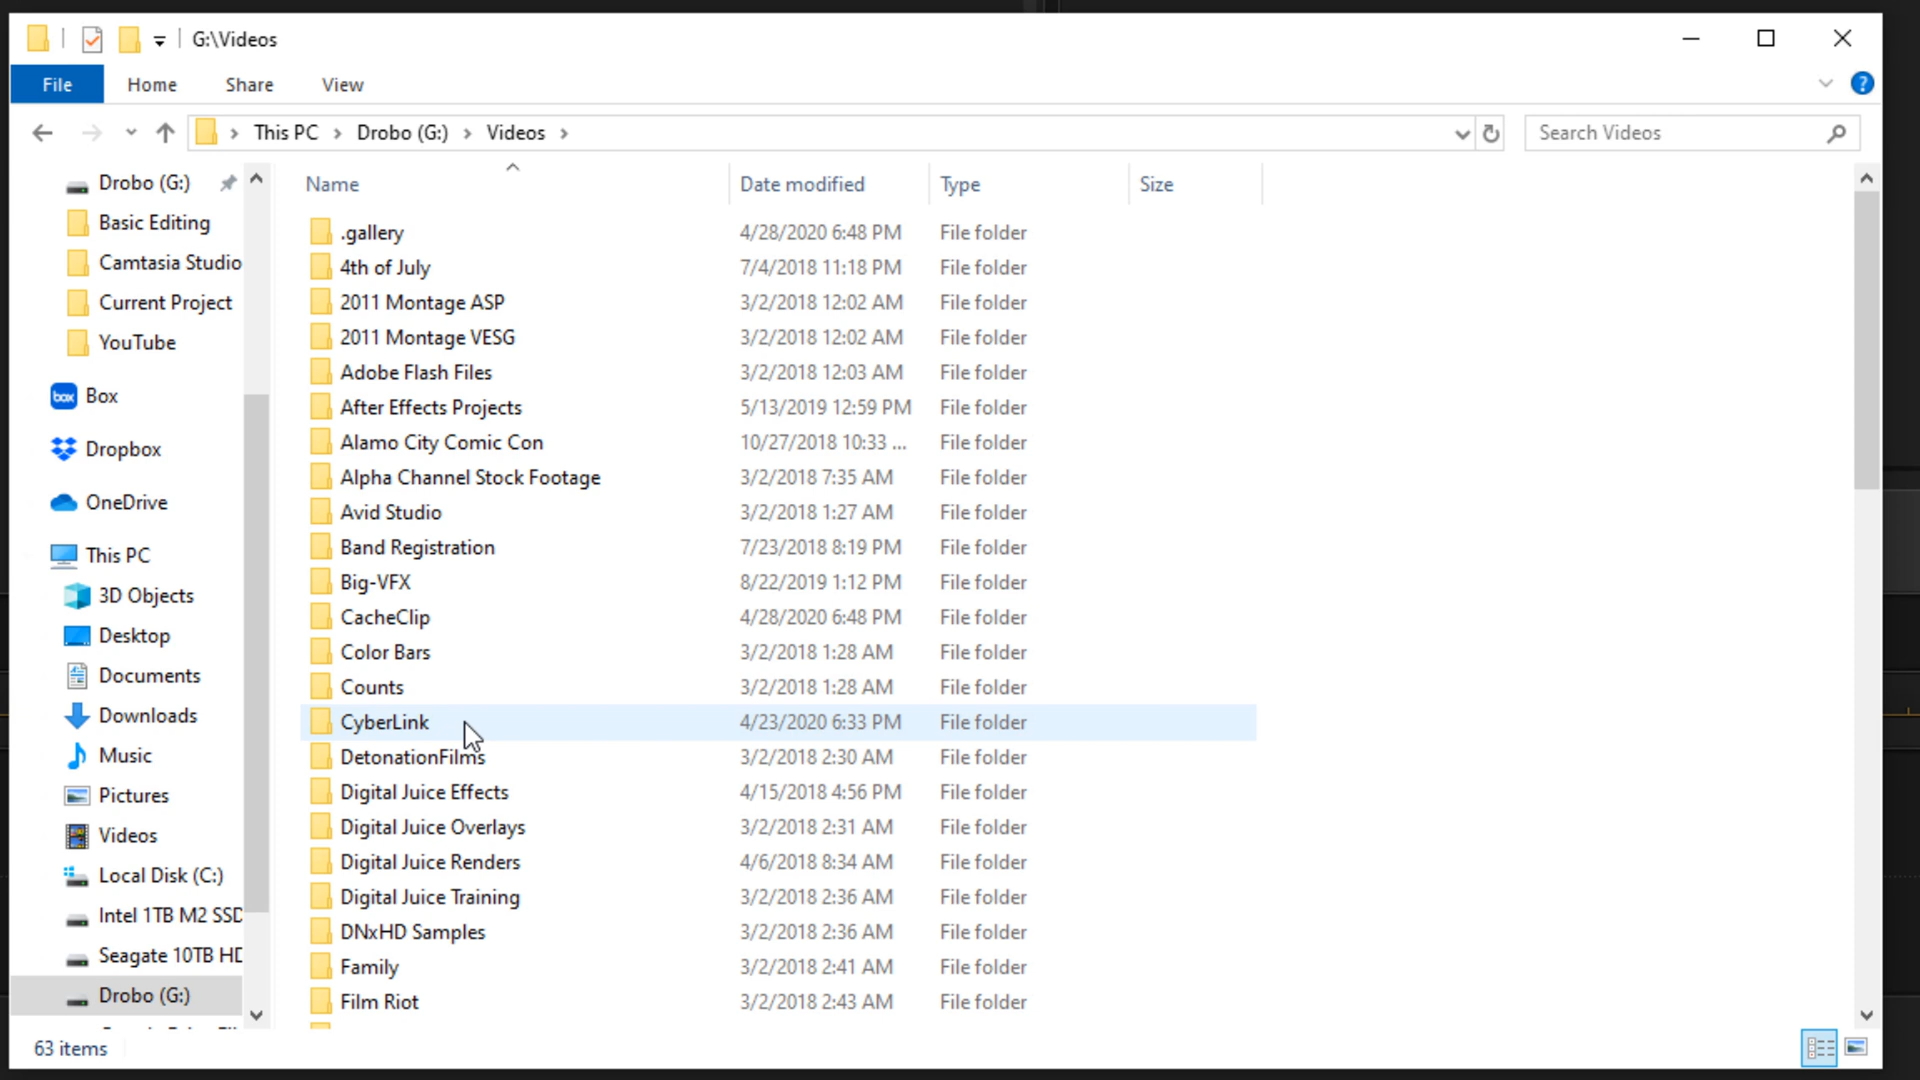 G:\Videos
File Home Share View
This PC Drobo (G:) Videos
Search Videos
Drobo (G:)
Basic Editing
Camtasia Studio
Current Project
YouTube
box Box
Dropbox
OneDrive
This PC
3D Objects
Desktop
Documents
Downloads
Music
Pictures
Videos
Local Disk (C:)
Intel 1TB M2 SSD
Seagate 10TB HD
Drobo (G:)
Name Date modified Type Size
.gallery 4/28/2020 6:48 PM File folder
4th of July 7/4/2018 11:18 PM File folder
2011 Montage ASP 3/2/2018 12:02 AM File folder
2011 Montage VESG 3/2/2018 12:02 AM File folder
Adobe Flash Files 3/2/2018 12:03 AM File folder
After Effects Projects 5/13/2019 12:59 PM File folder
Alamo City Comic Con 10/27/2018 10:33 ... File folder
Alpha Channel Stock Footage 3/2/2018 7:35 AM File folder
Avid Studio 3/2/2018 1:27 AM File folder
Band Registration 7/23/2018 8:19 PM File folder
Big-VFX 8/22/2019 1:12 PM File folder
CacheClip 4/28/2020 6:48 PM File folder
Color Bars 3/2/2018 1:28 AM File folder
Counts 3/2/2018 1:28 AM File folder
CyberLink 4/23/2020 6:33 PM File folder
DetonationFilms 3/2/2018 2:30 AM File folder
Digital Juice Effects 4/15/2018 4:56 PM File folder
Digital Juice Overlays 3/2/2018 2:31 AM File folder
Digital Juice Renders 4/6/2018 8:34 AM File folder
Digital Juice Training 3/2/2018 2:36 AM File folder
DNxHD Samples 3/2/2018 2:36 AM File folder
Family 3/2/2018 2:41 AM File folder
Film Riot 3/2/2018 2:43 AM File folder
63 items